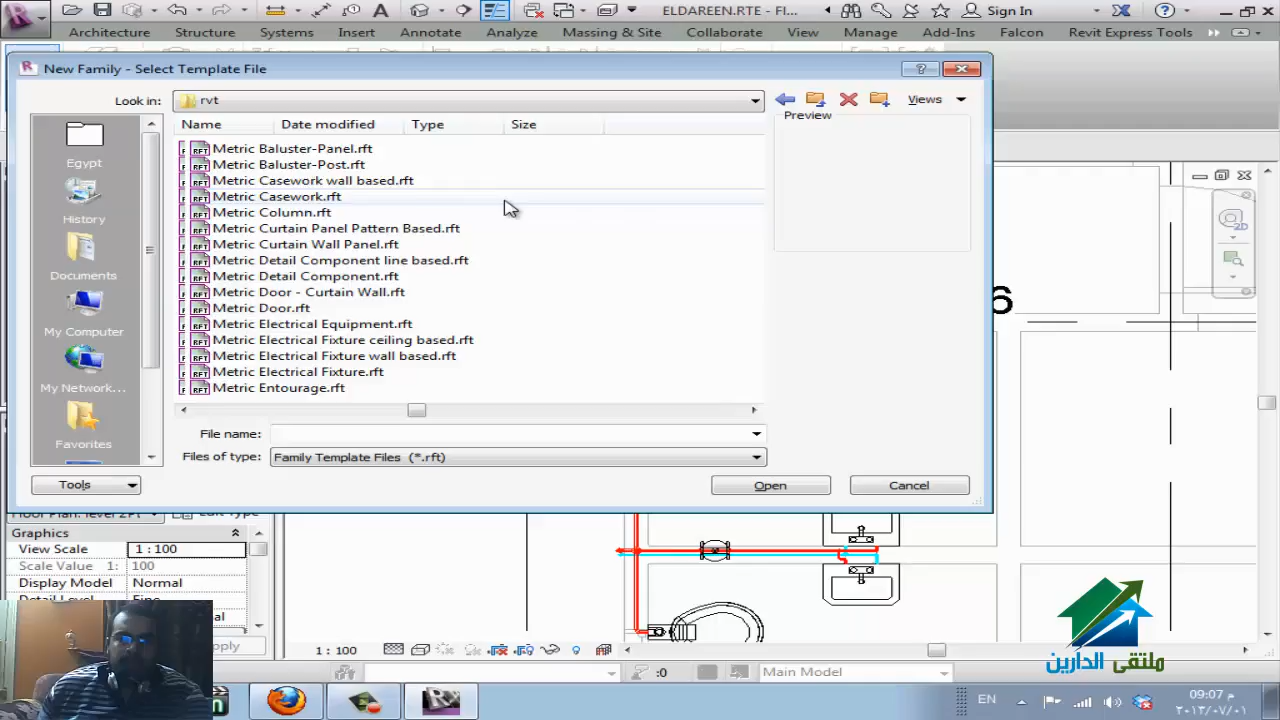 ELDAREEN.RTE - FI...
Sign In
Architecture Structure Systems Insert Annotate Analyze Massing & Site Collaborate View Manage Add-Ins Falcon Revit Express Tools
New Family - Select Template File
Look in: rvt
Views
Preview
Name Date modified Type Size
Metric Baluster-Panel.rft
Metric Baluster-Post.rft
Metric Casework wall based.rft
Metric Casework.rft
Metric Column.rft
Metric Curtain Panel Pattern Based.rft
Metric Curtain Wall Panel.rft
Metric Detail Component line based.rft
Metric Detail Component.rft
Metric Door - Curtain Wall.rft
Metric Door.rft
Metric Electrical Equipment.rft
Metric Electrical Fixture ceiling based.rft
Metric Electrical Fixture wall based.rft
Metric Electrical Fixture.rft
Metric Entourage.rft
Egypt
History
Documents
My Computer
My Network...
Favorites
File name:
Files of type: Family Template Files (*.rft)
Tools
Open
Cancel
6
Graphics
View Scale 1 : 100
Scale Value 1: 100
Display Model Normal
1 : 100
:0
Main Model
ملتقى الدارين
EN
09:07 م
٢٠١٣/٠٧/٠١